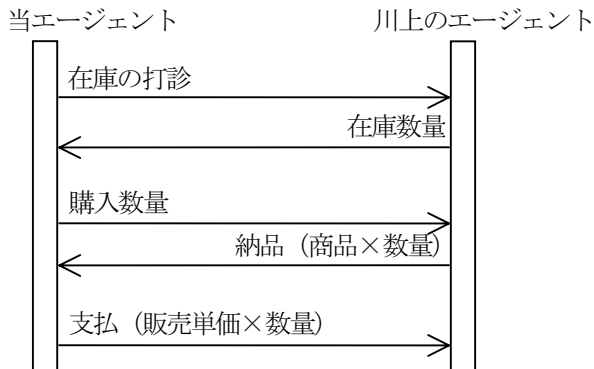 当エージェント
川上のエージェント
在庫の打診
在庫数量
購入数量
納品（商品×数量）
支払（販売単価×数量）